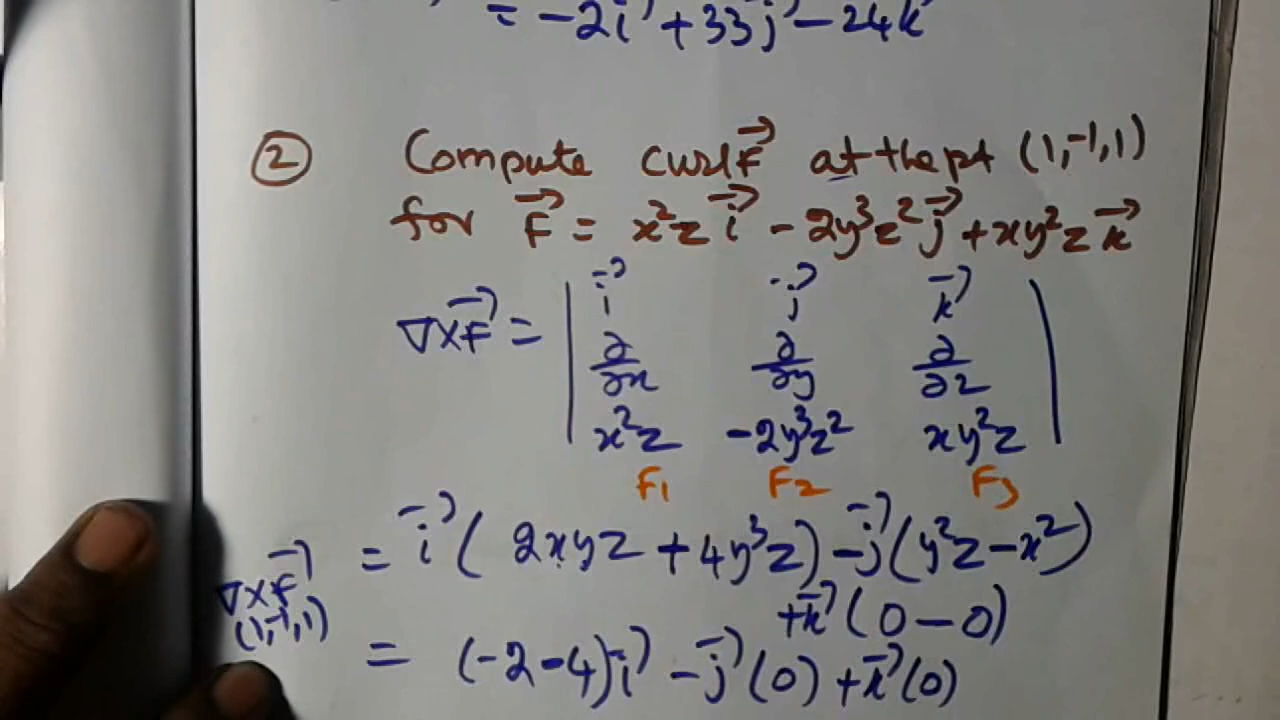 = -2i⃗ + 33j⃗ - 24k⃗
② Compute curl F⃗ at the pt (1,-1,1)
for F⃗ = x²z i⃗ - 2y³z² j⃗ + xy²z k⃗
∇×F⃗ = | i⃗ j⃗ k⃗ |
∂/∂x ∂/∂y ∂/∂z
x²z -2y³z² xy²z
F₁ F₂ F₃
= i⃗ ( 2xyz + 4y³z) - j⃗ (y²z - x²)
+ k⃗ (0 - 0)
∇×F⃗ (1,-1,1) = (-2-4)i⃗ - j⃗ (0) + k⃗ (0)